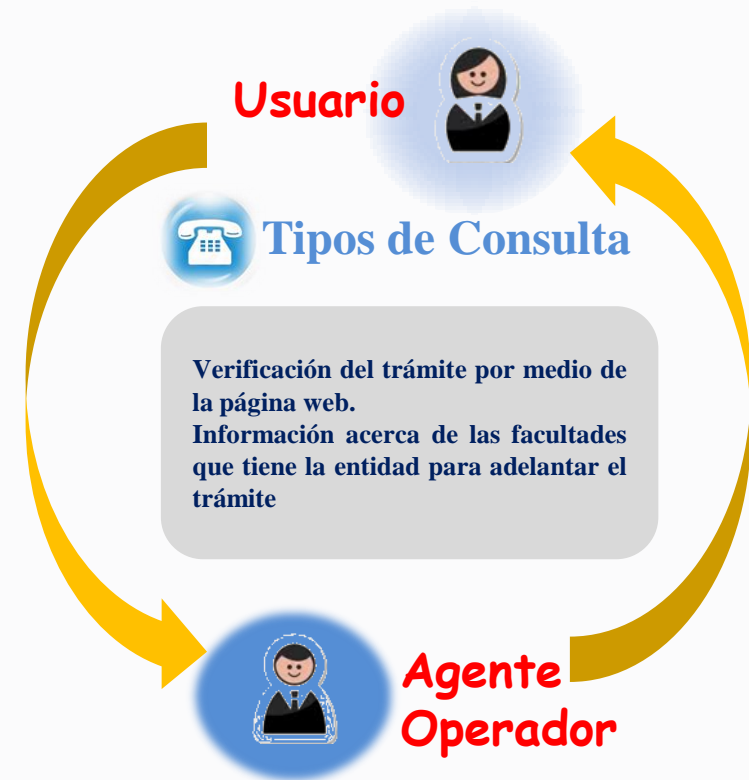 Usuario
Tipos de Consulta
Verificación del trámite por medio de
la página web.
Información acerca de las facultades
que tiene la entidad para adelantar el
trámite
Agente
Operador